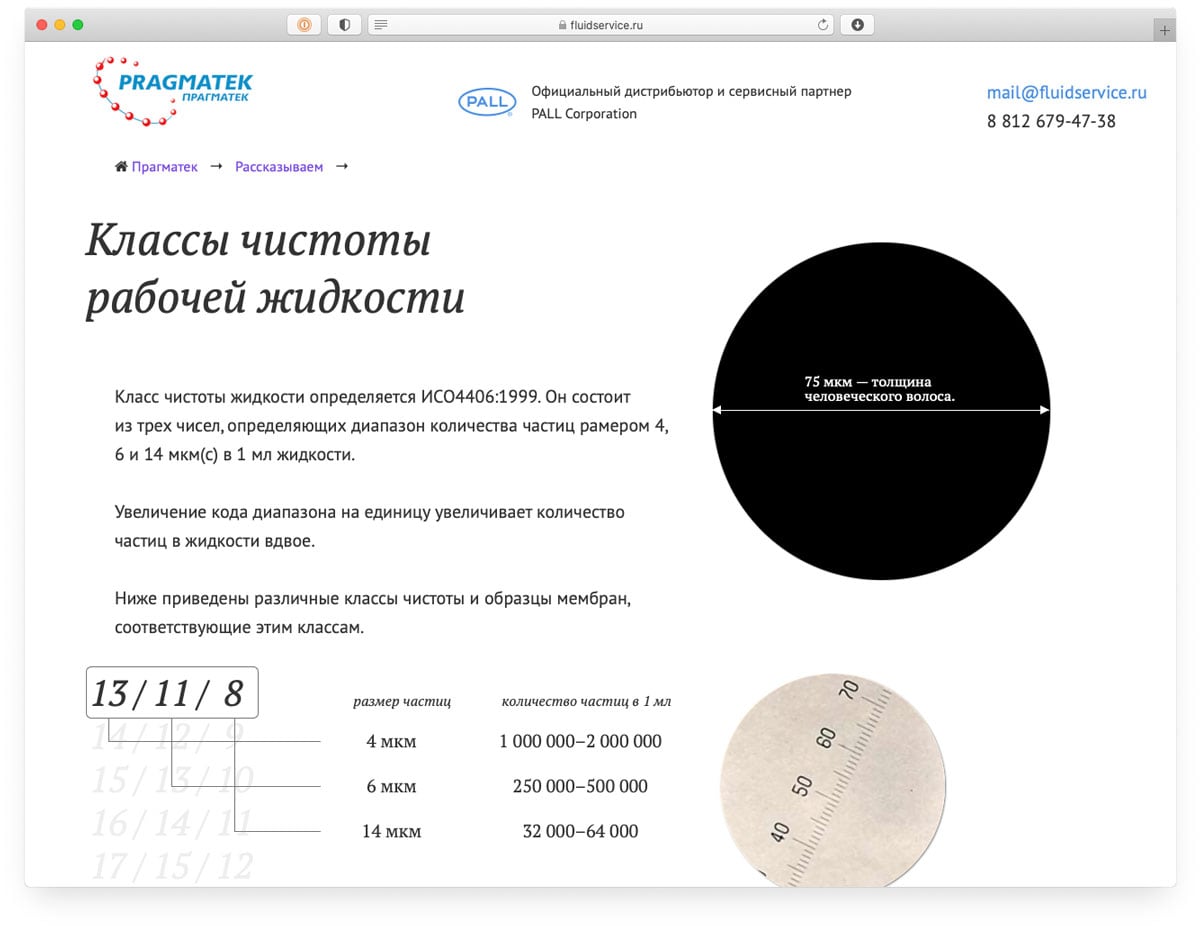 fluidservice.ru
PRAGMATEK
ПРАГМАТЕК
PALL
Официальный дистрибьютор и сервисный партнер
PALL Corporation
mail@fluidservice.ru
8 812 679-47-38
Прагматек → Рассказываем →
Классы чистоты
рабочей жидкости
75 мкм — толщина
человеческого волоса.
Класс чистоты жидкости определяется ИСО4406:1999. Он состоит
из трех чисел, определяющих диапазон количества частиц рамером 4,
6 и 14 мкм(с) в 1 мл жидкости.
Увеличение кода диапазона на единицу увеличивает количество
частиц в жидкости вдвое.
Ниже приведены различные классы чистоты и образцы мембран,
соответствующие этим классам.
13 / 11 / 8
14 / 12 / 9
15 / 13 / 10
16 / 14 / 11
17 / 15 / 12
размер частиц количество частиц в 1 мл
4 мкм 1 000 000–2 000 000
6 мкм 250 000–500 000
14 мкм 32 000–64 000
70
60
50
40